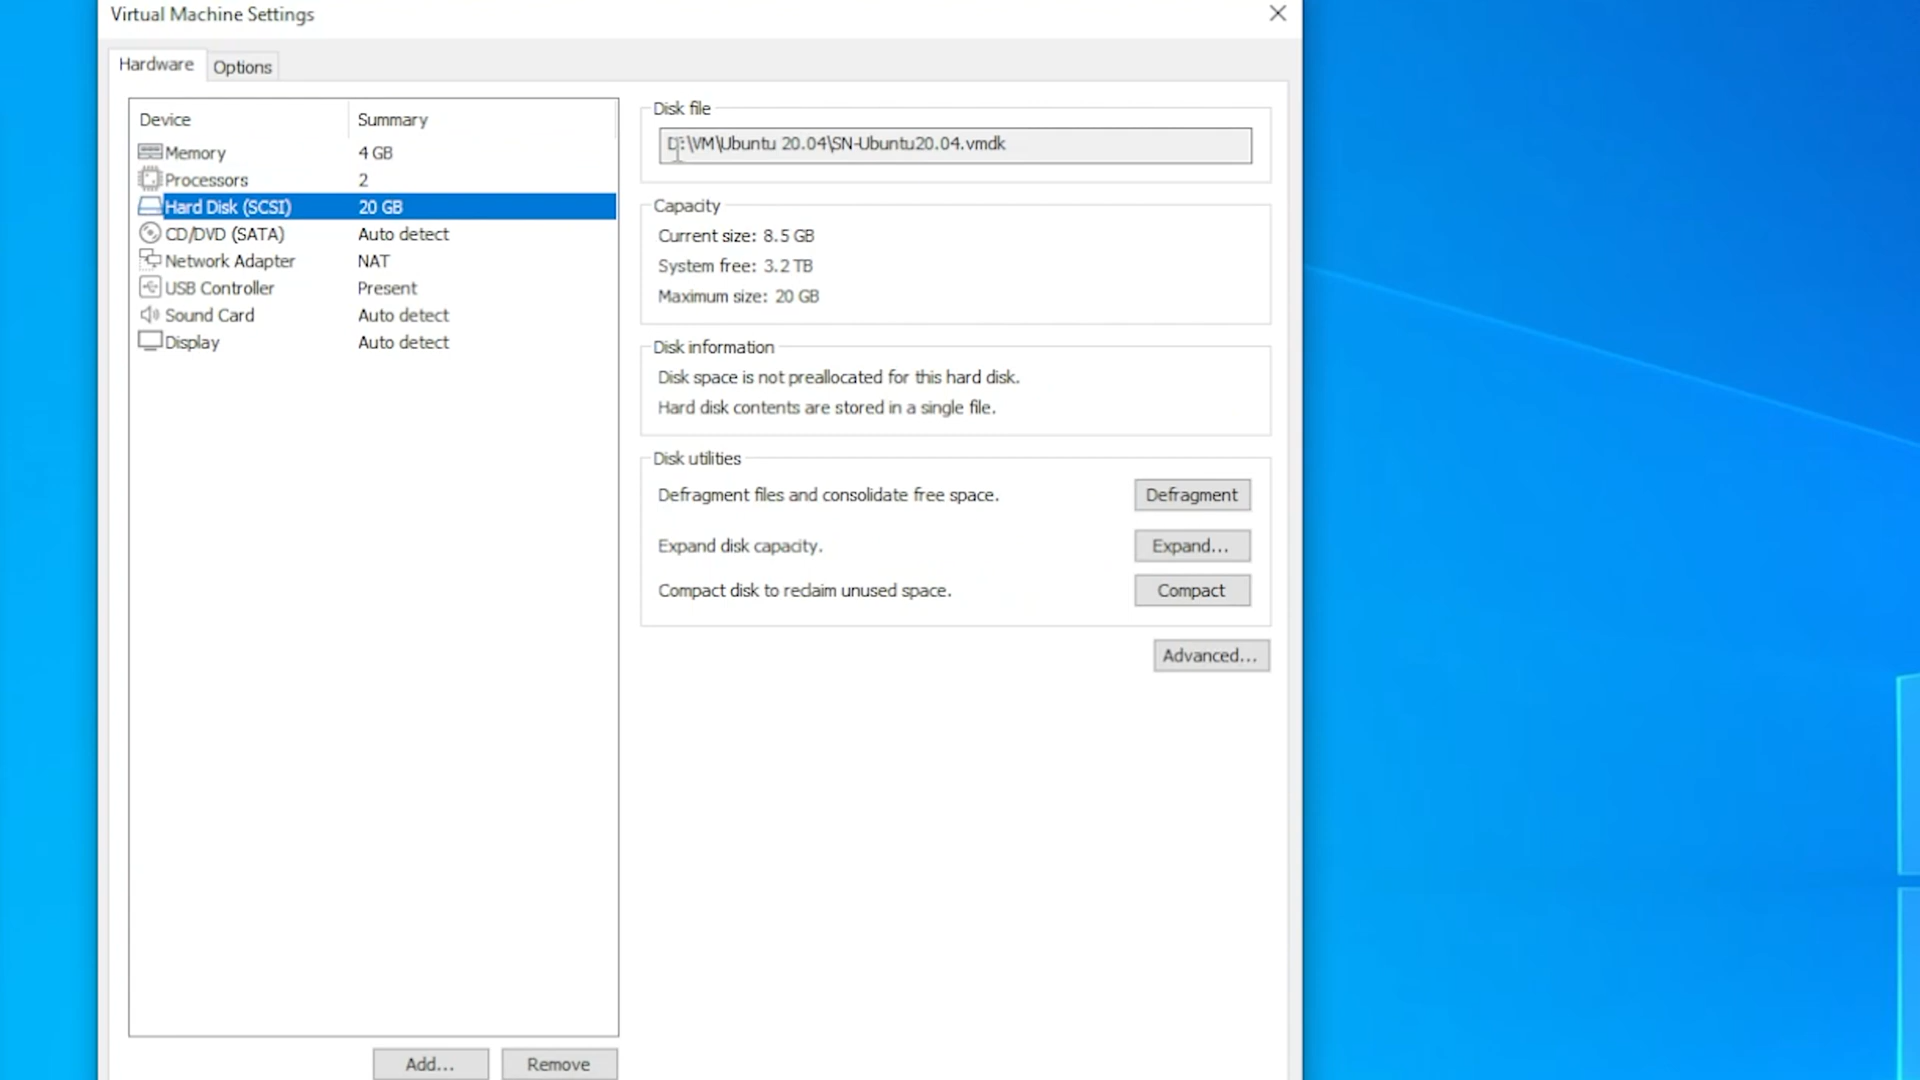 Virtual Machine Settings
Hardware Options
Device Summary
Memory 4 GB
Processors 2
Hard Disk (SCSI) 20 GB
CD/DVD (SATA) Auto detect
Network Adapter NAT
USB Controller Present
Sound Card Auto detect
Display Auto detect
Add... Remove
Disk file
D:\VM\Ubuntu 20.04\SN-Ubuntu20.04.vmdk
Capacity
Current size: 8.5 GB
System free: 3.2 TB
Maximum size: 20 GB
Disk information
Disk space is not preallocated for this hard disk.
Hard disk contents are stored in a single file.
Disk utilities
Defragment files and consolidate free space. Defragment
Expand disk capacity. Expand...
Compact disk to reclaim unused space. Compact
Advanced...